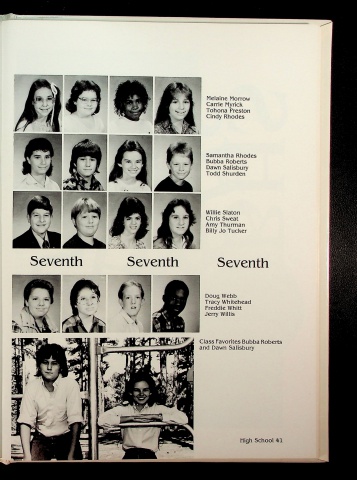 Melaine Morrow
Carrie Myrick
Tohona Preston
Cindy Rhodes
Samantha Rhodes
Bubba Roberts
Dawn Salisbury
Todd Shurden
Willie Slaton
Chris Sweat
Amy Thurman
Billy Jo Tucker
Seventh Seventh Seventh
Doug Webb
Tracy Whitehead
Freddie Whitt
Jerry Willis
Class Favorites Bubba Roberts
and Dawn Salisbury
High School 41